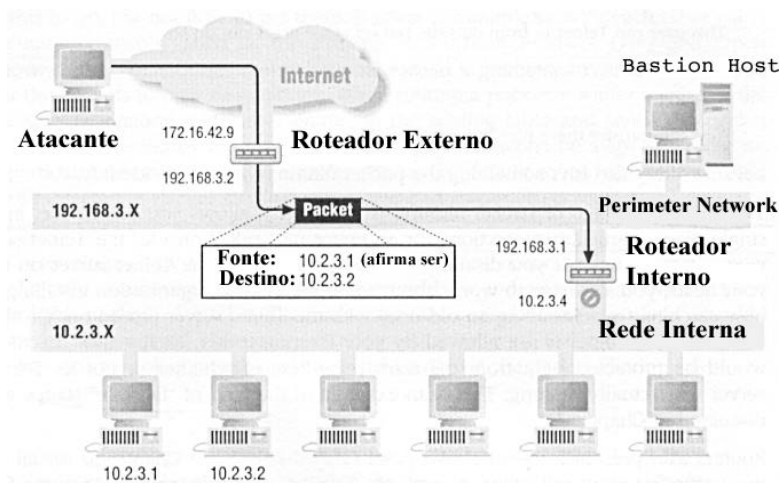 Internet
Bastion Host
Atacante
172.16.42.9
Roteador Externo
192.168.3.2
192.168.3.X
Packet
Perimeter Network
Fonte: 10.2.3.1 (afirma ser)
Destino: 10.2.3.2
192.168.3.1
Roteador
Interno
10.2.3.4
10.2.3.X
Rede Interna
10.2.3.1
10.2.3.2